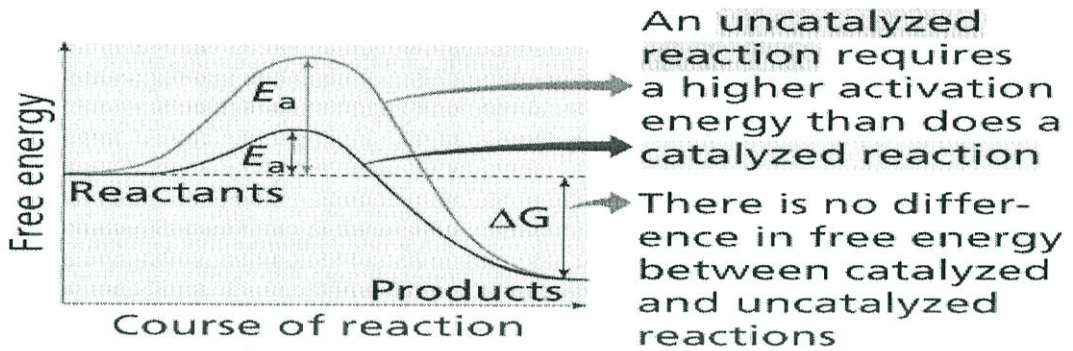 An uncatalyzed
reaction requires
a higher activation
energy than does a
catalyzed reaction
There is no differ-
ence in free energy
between catalyzed
and uncatalyzed
reactions
Free energy
Ea
Ea
Reactants
ΔG
Products
Course of reaction